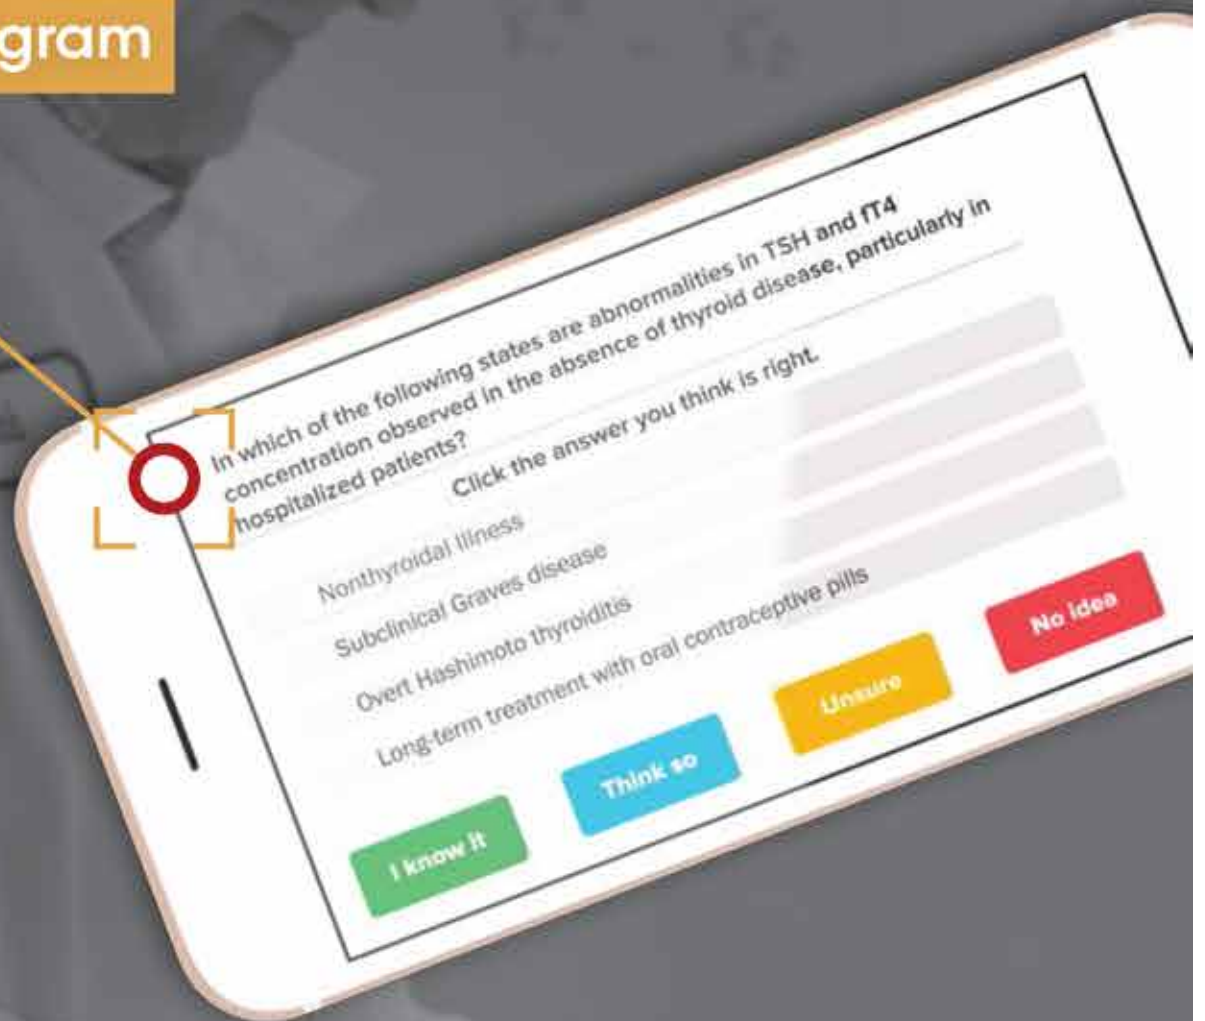 gram
In which of the following states are abnormalities in TSH and fT4
concentration observed in the absence of thyroid disease, particularly in
hospitalized patients?
Click the answer you think is right.
Nonthyroidal Illness
Subclinical Graves disease
Overt Hashimoto thyroiditis
Long-term treatment with oral contraceptive pills
I know it
Think so
Unsure
No idea